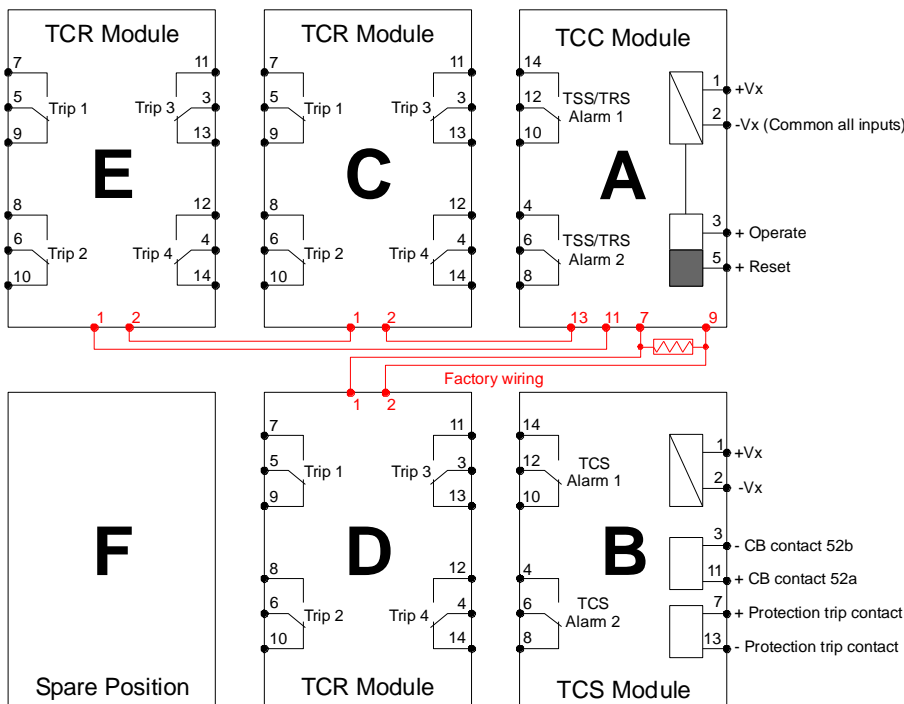 TCR Module
7
11
5
Trip 1
Trip 3
3
9
13
E
8
12
6
Trip 2
Trip 4
4
10
14
1
2
TCR Module
7
11
5
Trip 1
Trip 3
3
9
13
C
8
12
6
Trip 2
Trip 4
4
10
14
1
2
TCC Module
14
12
TSS/TRS
Alarm 1
10
1
+Vx
2
-Vx (Common all inputs)
A
4
6
TSS/TRS
Alarm 2
8
3
+ Operate
5
+ Reset
13
11
7
9
Factory wiring
F
Spare Position
1
2
7
11
5
Trip 1
Trip 3
3
9
13
D
8
12
6
Trip 2
Trip 4
4
10
14
TCR Module
14
12
TCS
Alarm 1
10
1
+Vx
2
-Vx
B
3
- CB contact 52b
11
+ CB contact 52a
4
6
TCS
Alarm 2
8
7
+ Protection trip contact
13
- Protection trip contact
TCS Module